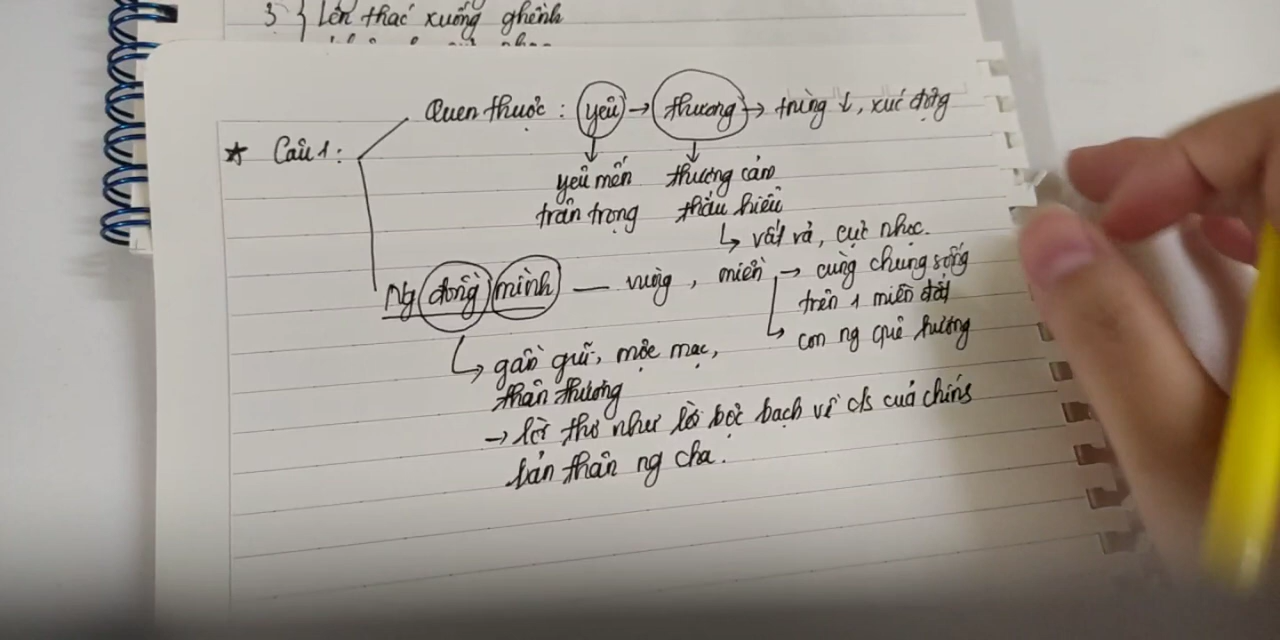 3 } Lên thác xuống ghềnh
★ Câu 1:
Quen thuộc : yêu → thương → trùng ↓, xúc động
yêu mến
trân trọng
thương cảm
thấu hiểu
↳ vất vả, cực nhọc.
Ng đồng mình — vùng, miền → cùng chung sống
trên 1 miền đất
↳ con ng quê hương
↳ gần gũi, mộc mạc,
thân thương
→ lời thơ như lời bộc bạch về cs của chính
bản thân ng cha.